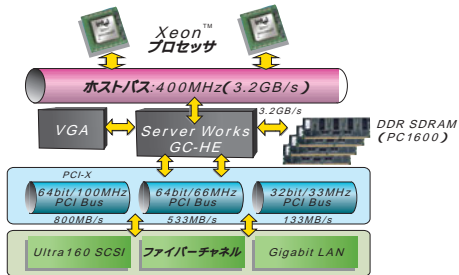 Xeon™
プロセッサ
ホストバス:400MHz(3.2GB/s)
3.2GB/s
VGA
Server Works
GC-HE
DDR SDRAM
(PC1600)
PCI-X
64bit/100MHz
PCI Bus
64bit/66MHz
PCI Bus
32bit/33MHz
PCI Bus
800MB/s
533MB/s
133MB/s
Ultra160 SCSI
ファイバーチャネル
Gigabit LAN